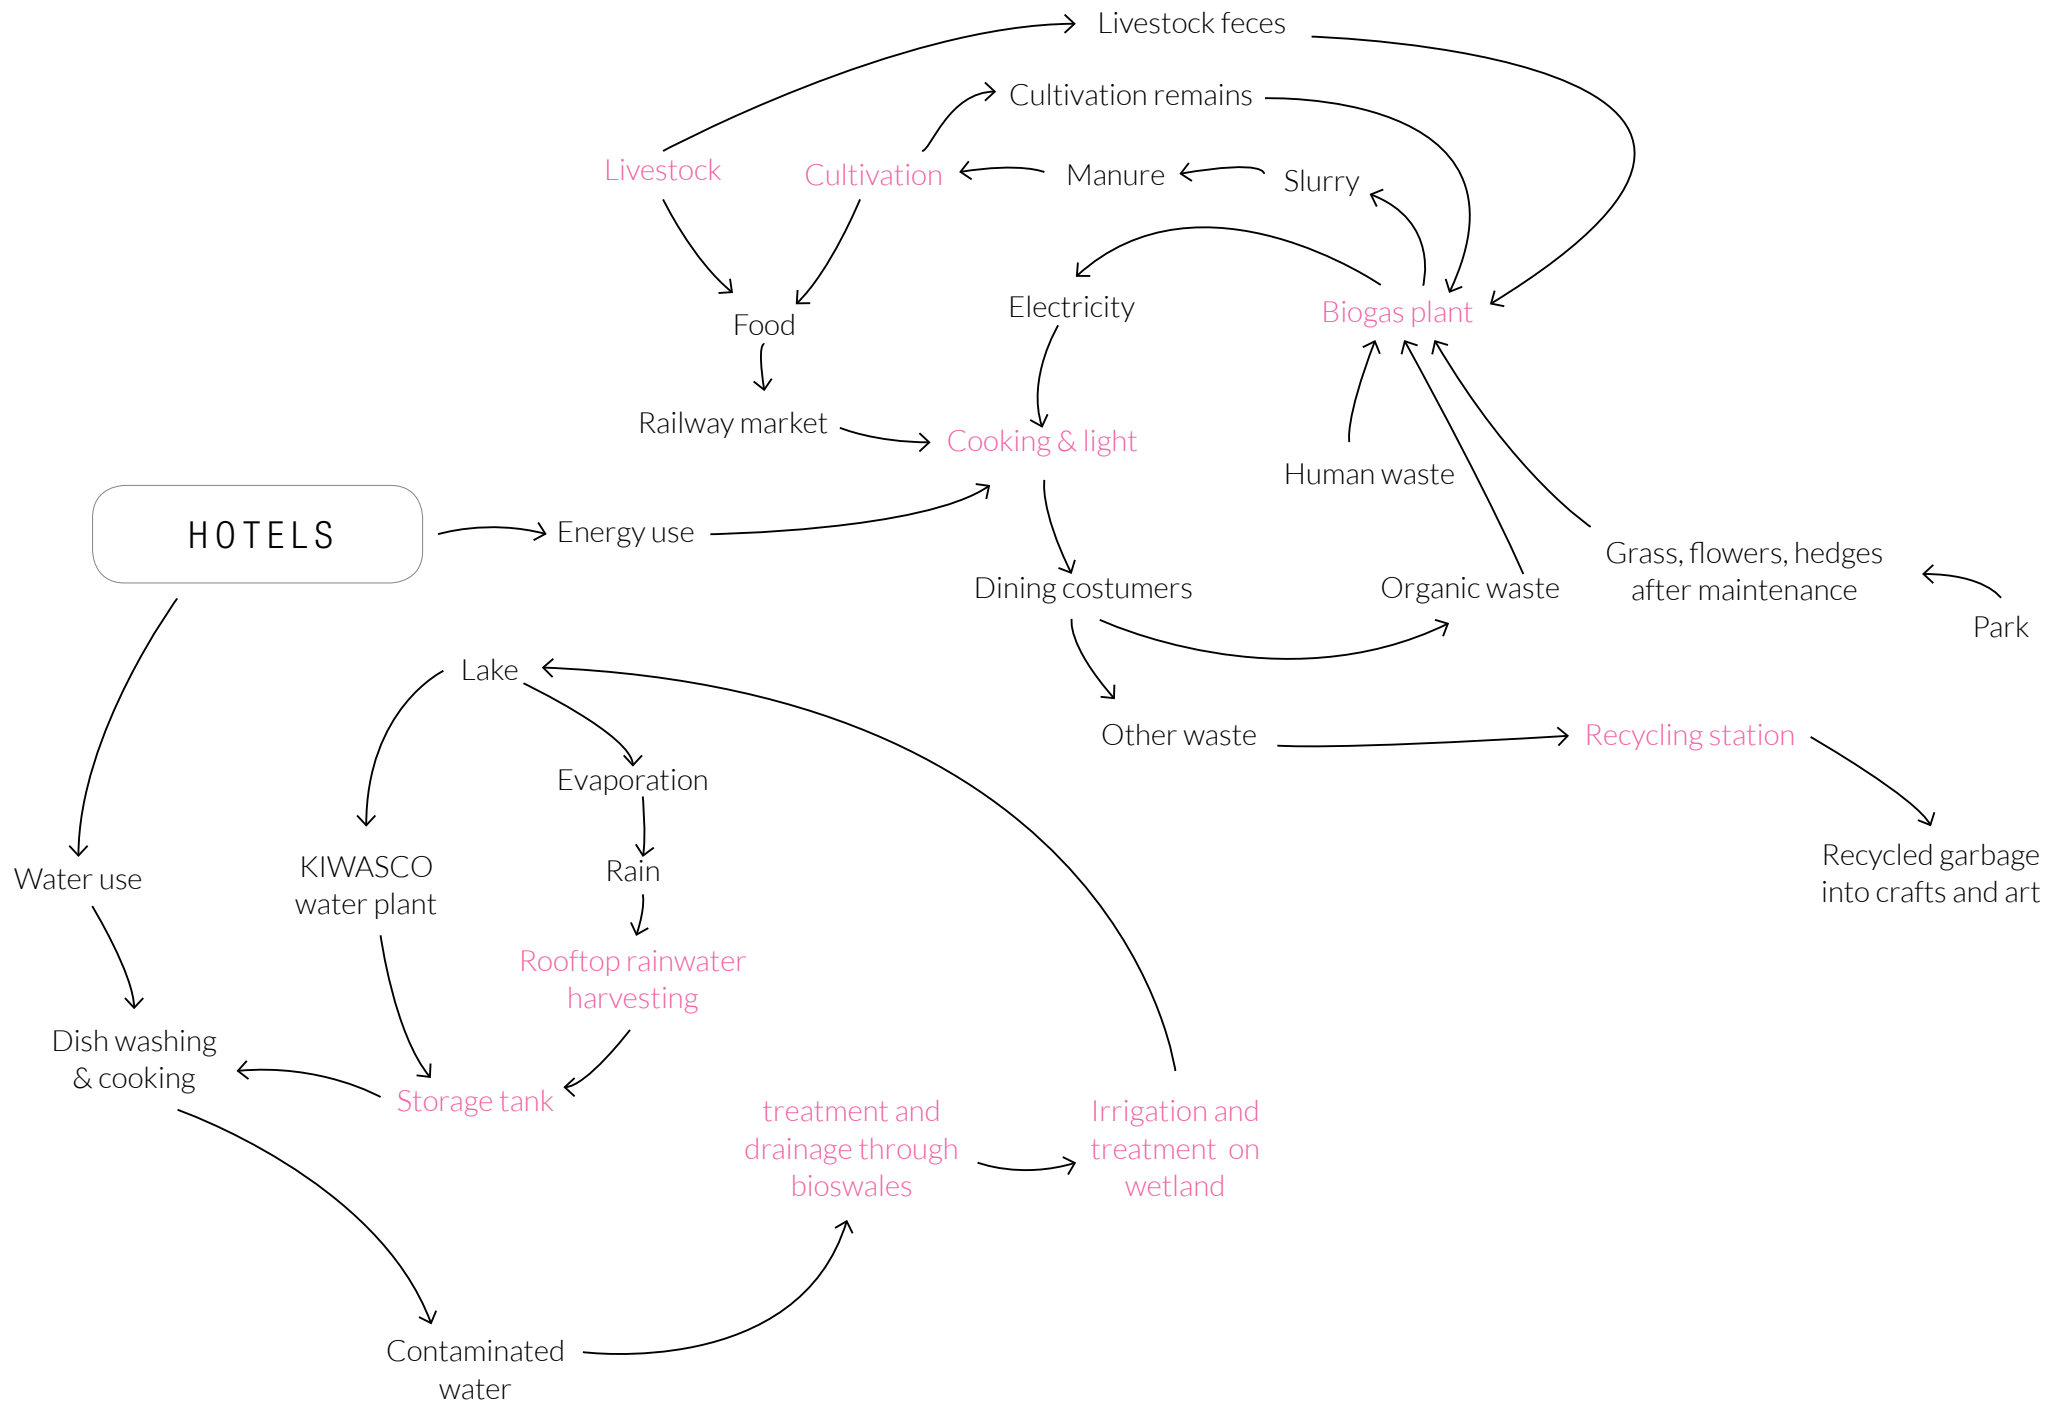 Livestock feces
Cultivation remains
Livestock
Cultivation
Manure
Slurry
Food
Electricity
Biogas plant
Railway market
Cooking & light
Human waste
HOTELS
Energy use
Dining costumers
Organic waste
Grass, flowers, hedges
after maintenance
Park
Lake
Other waste
Recycling station
Evaporation
Water use
KIWASCO
water plant
Rain
Recycled garbage
into crafts and art
Rooftop rainwater
harvesting
Dish washing
& cooking
Storage tank
treatment and
drainage through
bioswales
Irrigation and
treatment on
wetland
Contaminated
water